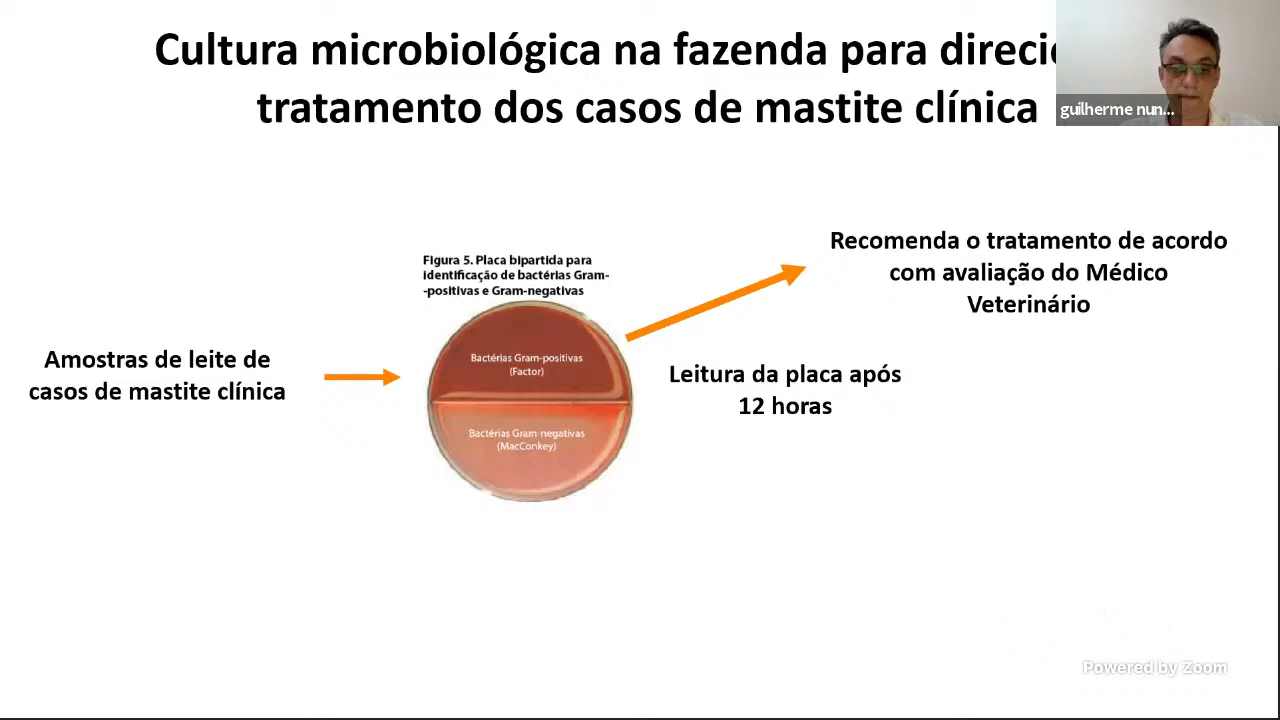 Cultura microbiológica na fazenda para
tratamento dos casos de mastite clínica
guilherme nun...
Recomenda o tratamento de acordo
com avaliação do Médico
Veterinário
Figura 5. Placa bipartida para
identificação de bactérias Gram-
-positivas e Gram-negativas
Bactérias Gram-positivas
(Factor)
Amostras de leite de
casos de mastite clínica
Leitura da placa após
12 horas
Bactérias Gram-negativas
(MacConkey)
Powered by Zoom